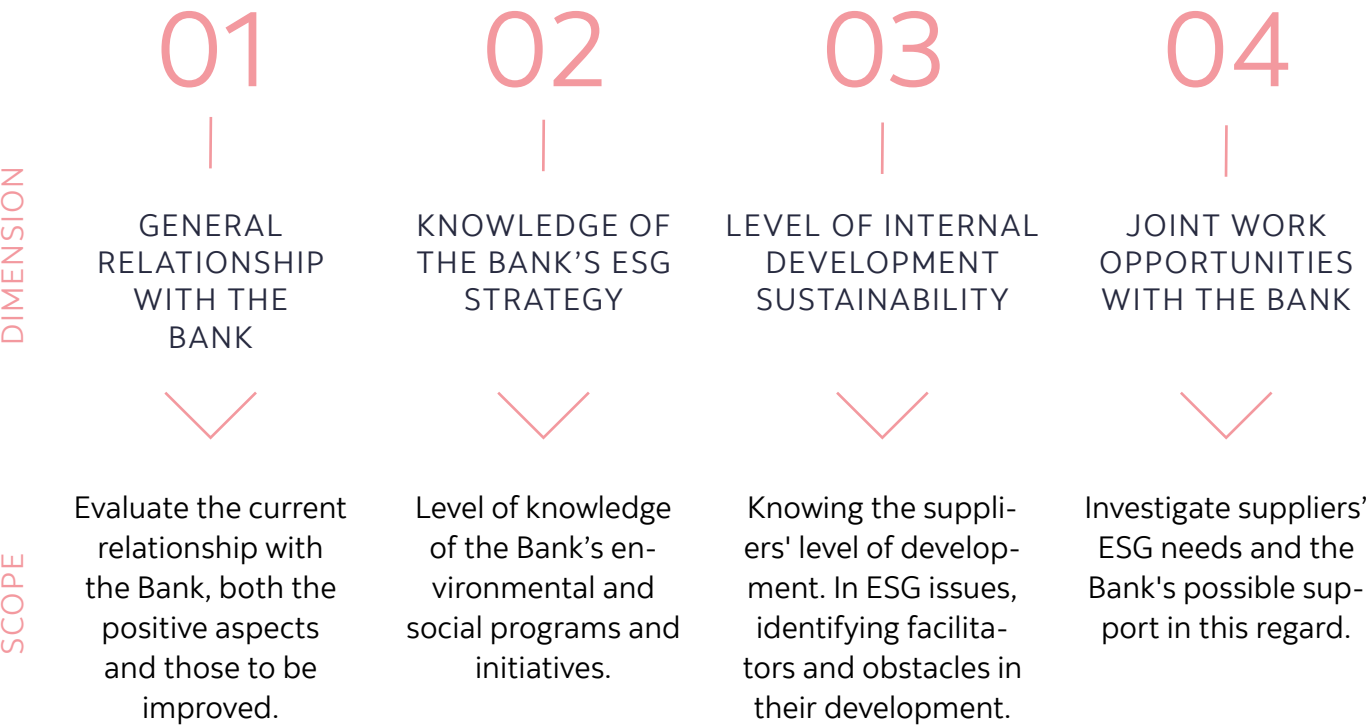 01
02
03
04
DIMENSION
GENERAL
RELATIONSHIP
WITH THE
BANK
KNOWLEDGE OF
THE BANK’S ESG
STRATEGY
LEVEL OF INTERNAL
DEVELOPMENT
SUSTAINABILITY
JOINT WORK
OPPORTUNITIES
WITH THE BANK
SCOPE
Evaluate the current
relationship with
the Bank, both the
positive aspects
and those to be
improved.
Level of knowledge
of the Bank’s en-
vironmental and
social programs and
initiatives.
Knowing the suppli-
ers' level of develop-
ment. In ESG issues,
identifying facilita-
tors and obstacles in
their development.
Investigate suppliers’
ESG needs and the
Bank's possible sup-
port in this regard.